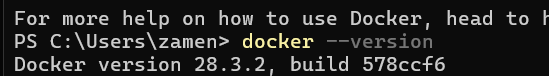 For more help on how to use Docker, head to
PS C:\Users\zamen> docker --version
Docker version 28.3.2, build 578ccf6